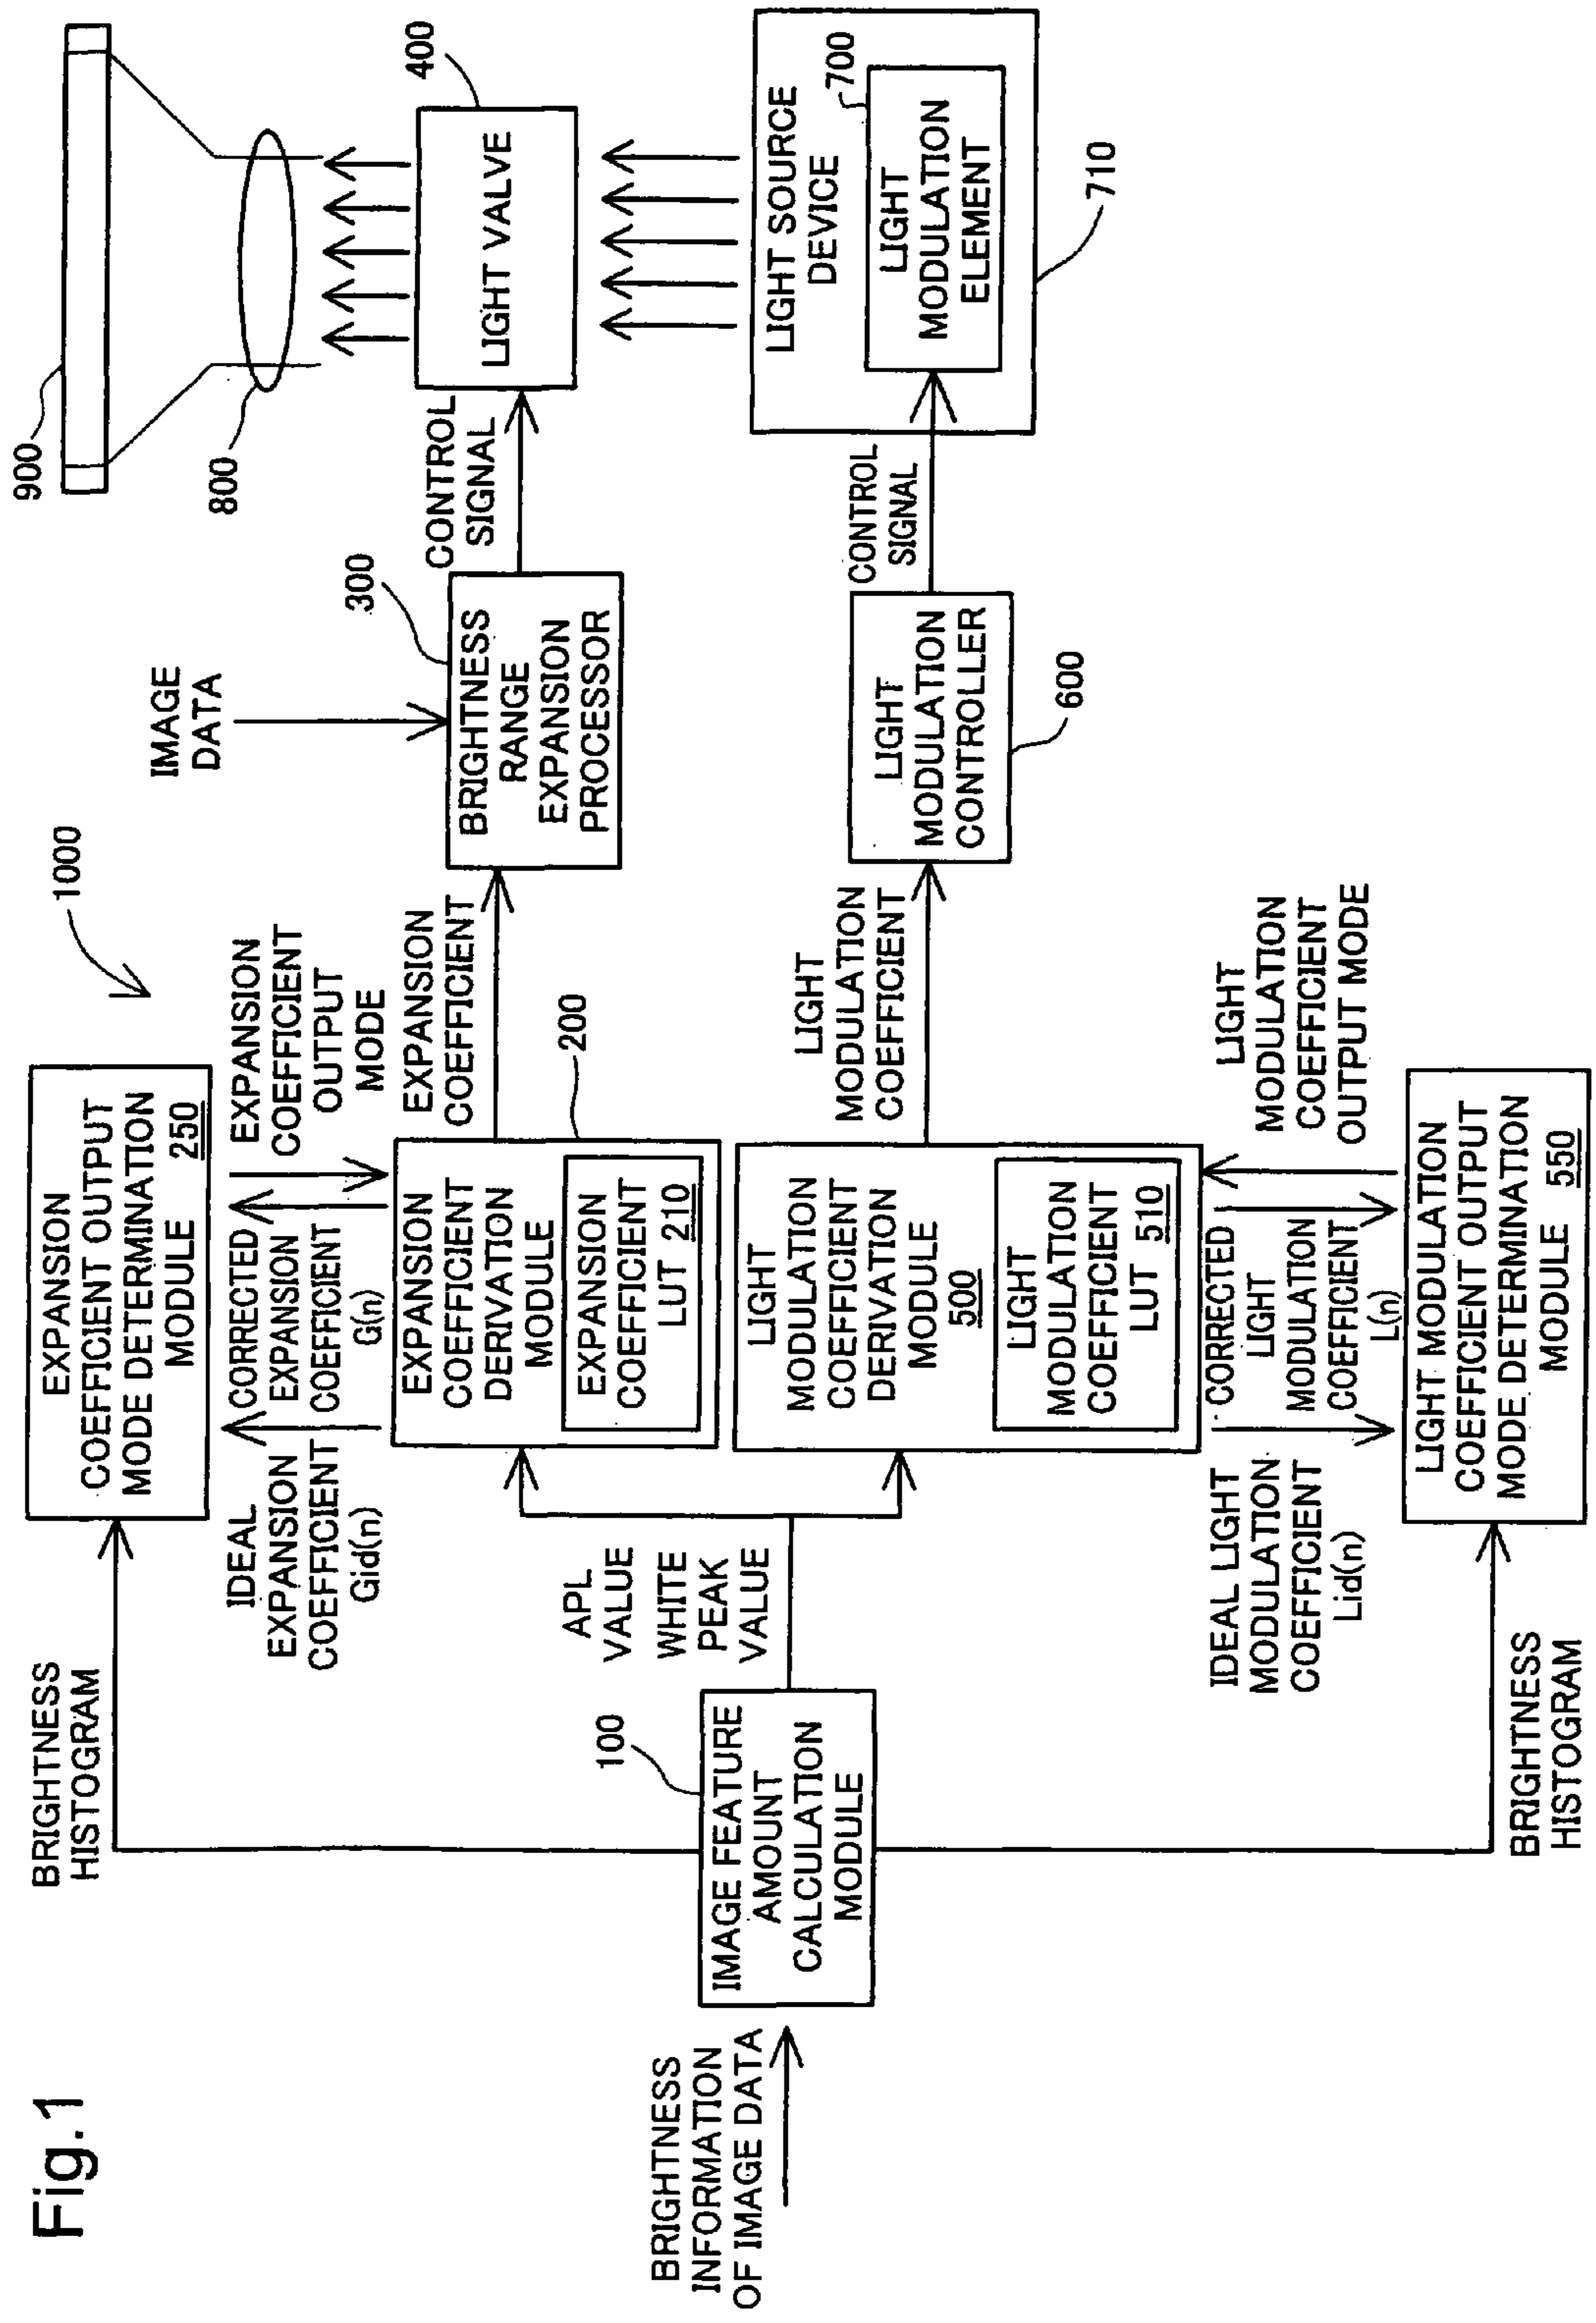 Fig.1
1000
BRIGHTNESS
HISTOGRAM
EXPANSION
COEFFICIENT OUTPUT
MODE DETERMINATION
MODULE 250
IDEAL
EXPANSION
COEFFICIENT
Gid(n)
CORRECTED
EXPANSION
COEFFICIENT
G(n)
EXPANSION
COEFFICIENT
OUTPUT
MODE
IMAGE
DATA
900
800
BRIGHTNESS
INFORMATION
OF IMAGE DATA
100
IMAGE FEATURE
AMOUNT
CALCULATION
MODULE
APL
VALUE
WHITE
PEAK
VALUE
EXPANSION
COEFFICIENT
DERIVATION
MODULE
EXPANSION
COEFFICIENT
LUT 210
200
EXPANSION
COEFFICIENT
300
BRIGHTNESS
RANGE
EXPANSION
PROCESSOR
CONTROL
SIGNAL
400
LIGHT VALVE
LIGHT
MODULATION
COEFFICIENT
DERIVATION
MODULE
500
LIGHT
MODULATION
COEFFICIENT
LUT 510
LIGHT
MODULATION
COEFFICIENT
LIGHT
MODULATION
CONTROLLER
600
CONTROL
SIGNAL
LIGHT SOURCE
DEVICE
700
LIGHT
MODULATION
ELEMENT
710
IDEAL LIGHT
MODULATION
COEFFICIENT
Lid(n)
CORRECTED
LIGHT
MODULATION
COEFFICIENT
L(n)
LIGHT
MODULATION
COEFFICIENT
OUTPUT MODE
LIGHT MODULATION
COEFFICIENT OUTPUT
MODE DETERMINATION
MODULE 550
BRIGHTNESS
HISTOGRAM